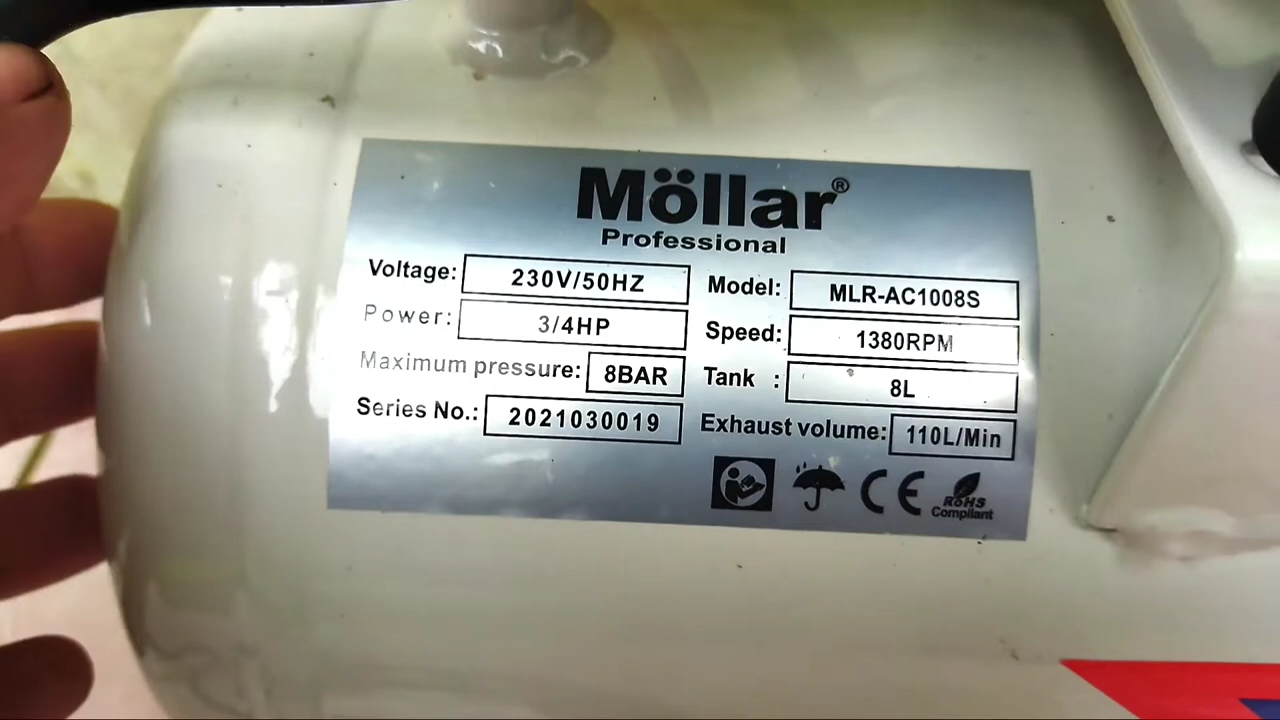 Möllar®
Professional
Voltage: 230V/50HZ
Model: MLR-AC1008S
Power: 3/4HP
Speed: 1380RPM
Maximum pressure: 8BAR
Tank : 8L
Series No.: 2021030019
Exhaust volume: 110L/Min
CE
RoHS
Compliant